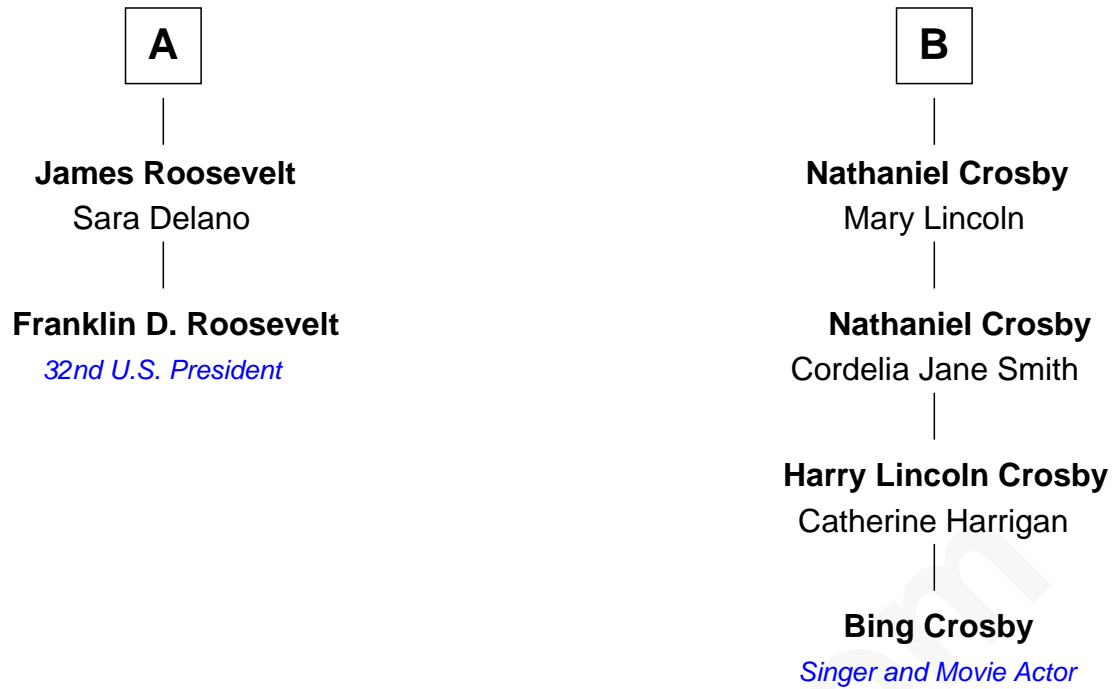 A
James Roosevelt
Sara Delano
Franklin D. Roosevelt
32nd U.S. President
B
Nathaniel Crosby
Mary Lincoln
Nathaniel Crosby
Cordelia Jane Smith
Harry Lincoln Crosby
Catherine Harrigan
Bing Crosby
Singer and Movie Actor